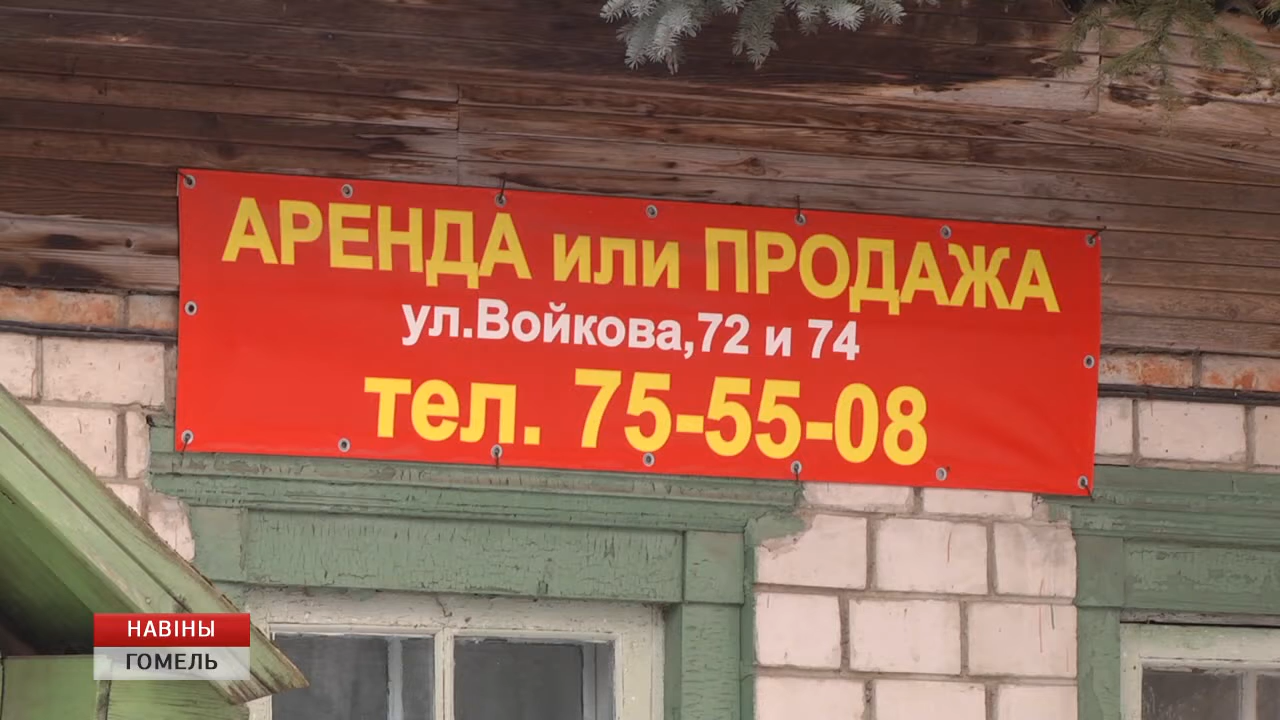 АРЕНДА или ПРОДАЖА
ул.Войкова,72 и 74
тел. 75-55-08
НАВІНЫ
ГОМЕЛЬ